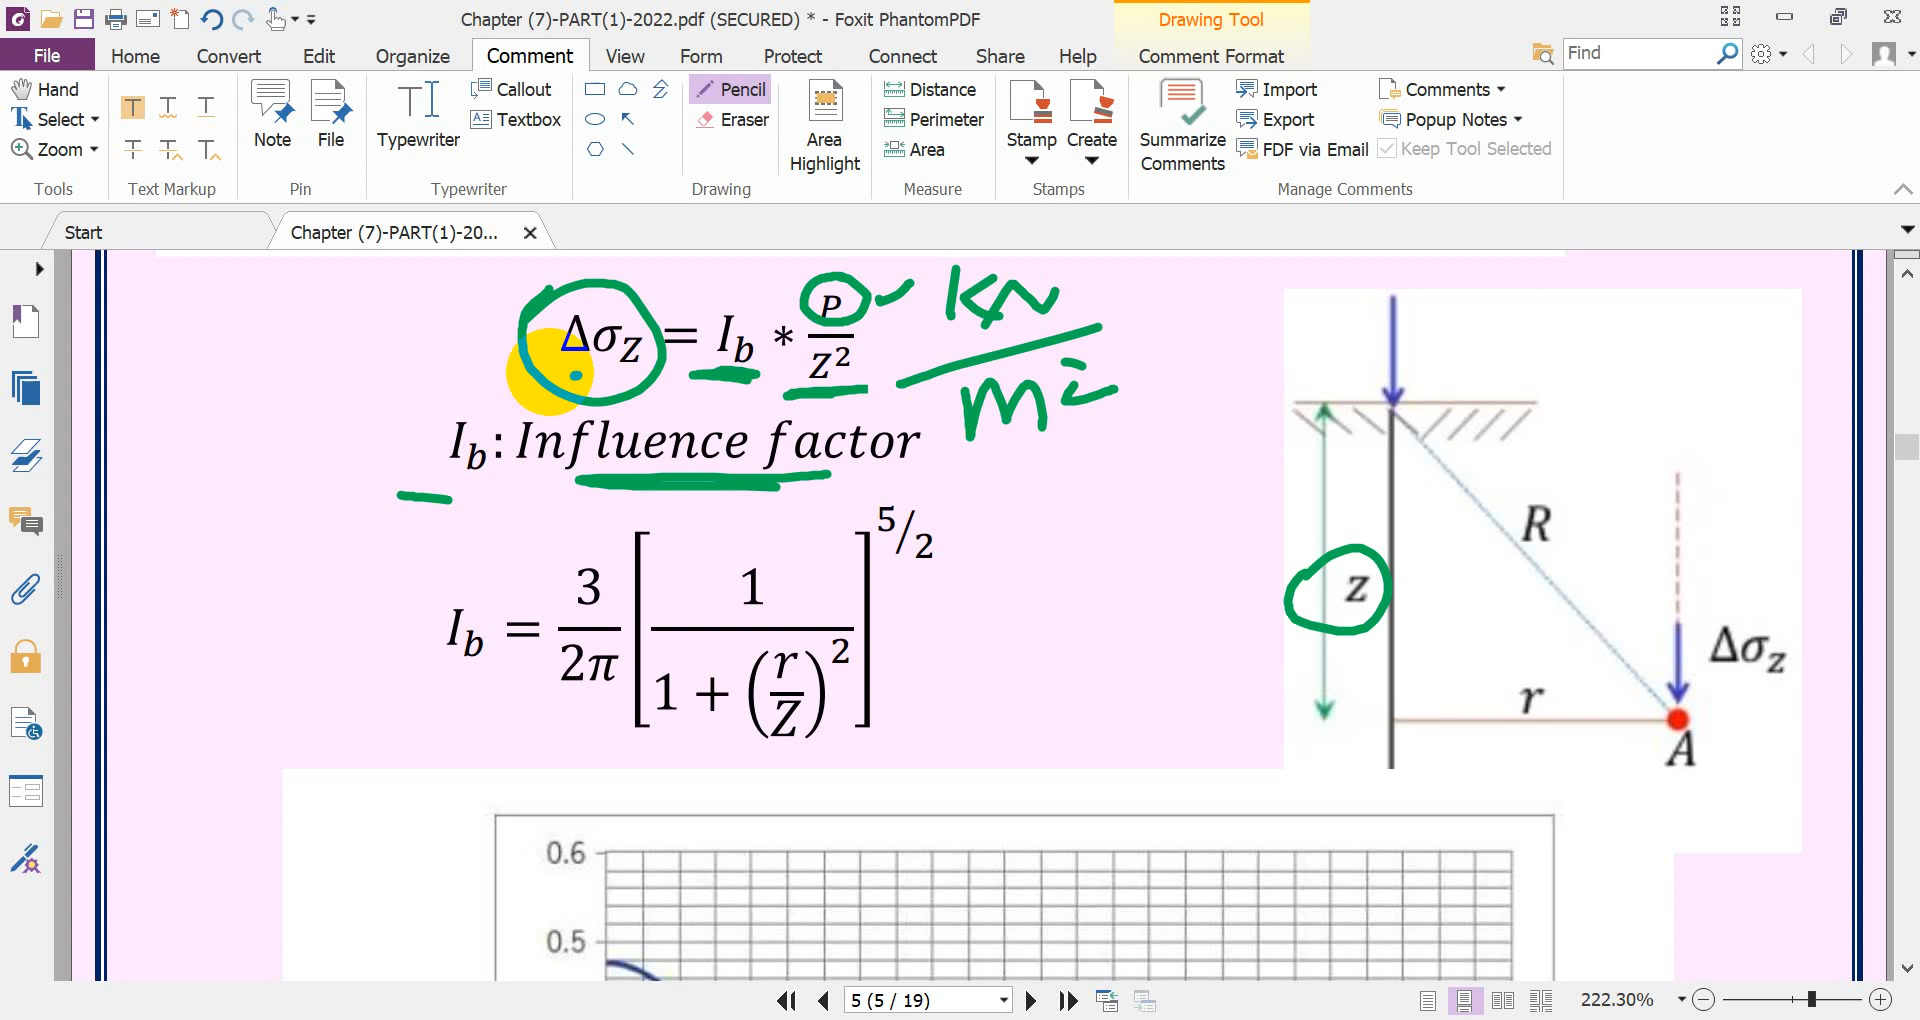 Chapter (7)-PART(1)-2022.pdf (SECURED) * - Foxit PhantomPDF
Drawing Tool
File Home Convert Edit Organize Comment View Form Protect Connect Share Help Comment Format Find
Hand
Select
Zoom
Tools
T T T
T T T
Text Markup
Note File
Pin
Typewriter
Callout
Textbox
Typewriter
Pencil
Eraser
Drawing
Area
Highlight
Distance
Perimeter
Area
Measure
Stamp Create
Stamps
Summarize
Comments
Import
Export
FDF via Email
Comments
Popup Notes
Keep Tool Selected
Manage Comments
Start
Chapter (7)-PART(1)-20...
Δσ_Z = I_b * P/Z²
kN/m²
I_b: Influence factor
I_b = 3/2π [1/(1 + (r/Z)²)]^5/2
R
z
Δσ_z
r
A
0.6
0.5
5 (5 / 19)
222.30%